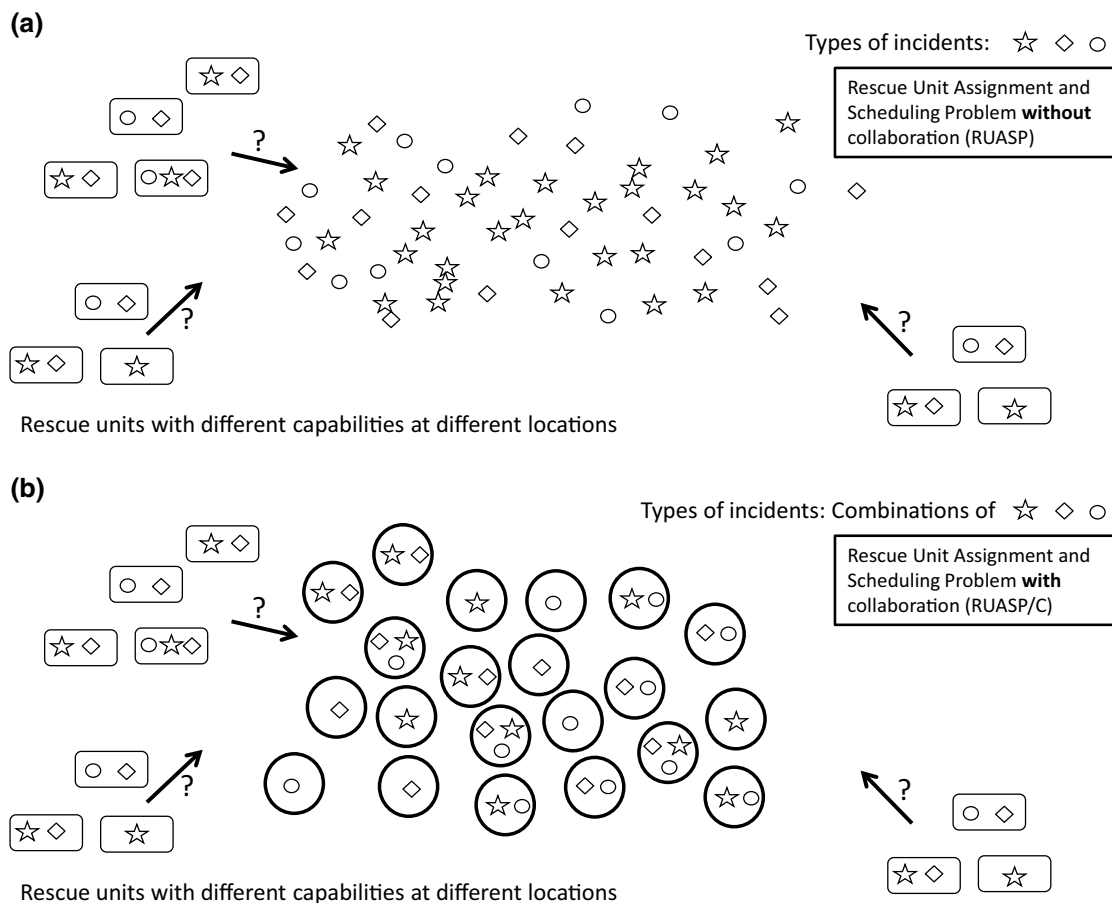 (a)
Types of incidents:
Rescue Unit Assignment and
Scheduling Problem without
collaboration (RUASP)
?
?
?
Rescue units with different capabilities at different locations
(b)
Types of incidents: Combinations of
Rescue Unit Assignment and
Scheduling Problem with
collaboration (RUASP/C)
?
?
?
Rescue units with different capabilities at different locations